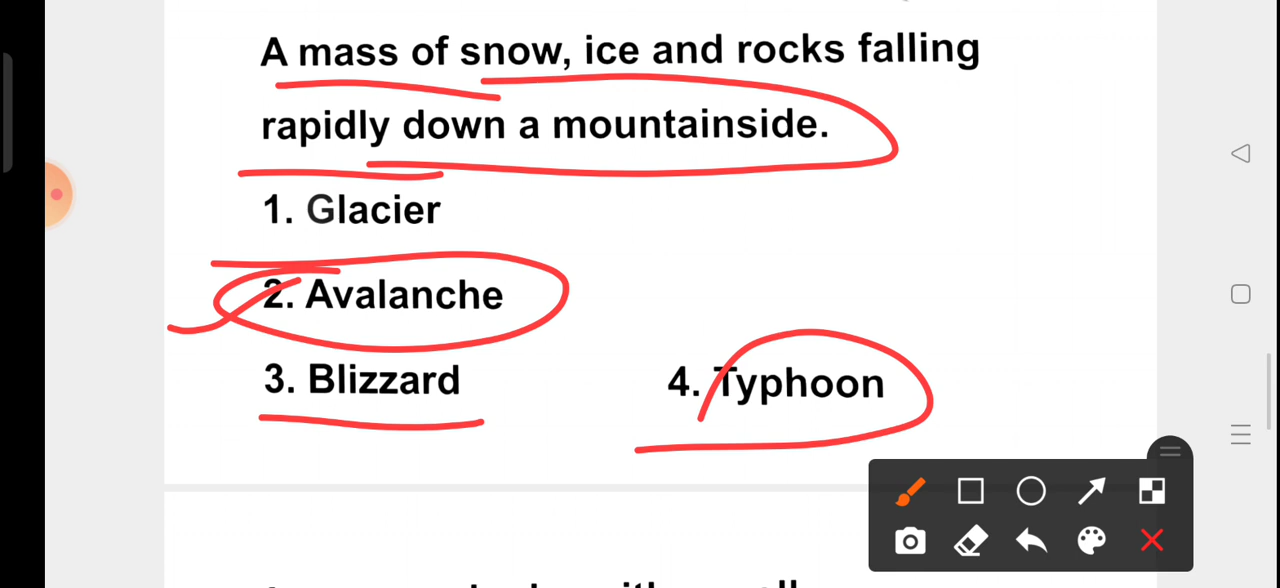 A mass of snow, ice and rocks falling
rapidly down a mountainside.
1. Glacier
2. Avalanche
3. Blizzard 4. Typhoon